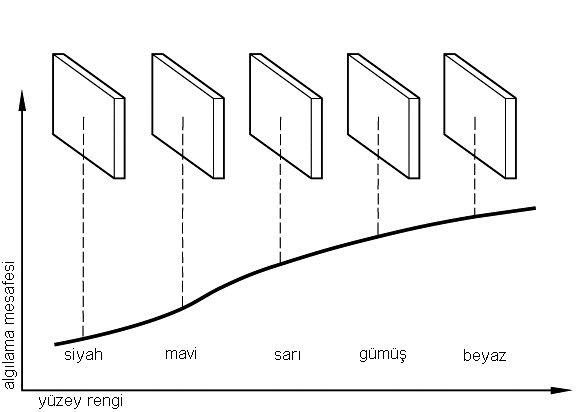 algılama mesafesi
siyah mavi sarı gümüş beyaz
yüzey rengi